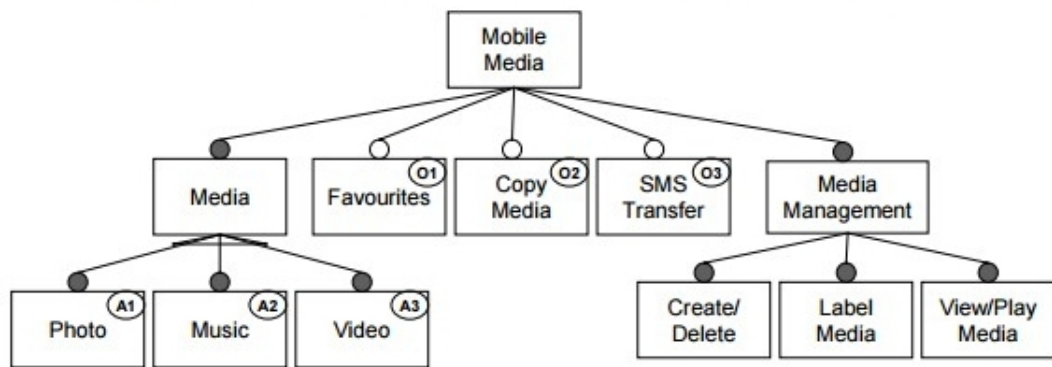 Mobile
Media
Media
O1
Favourites
O2
Copy
Media
O3
SMS
Transfer
Media
Management
A1
Photo
A2
Music
A3
Video
Create/
Delete
Label
Media
View/Play
Media